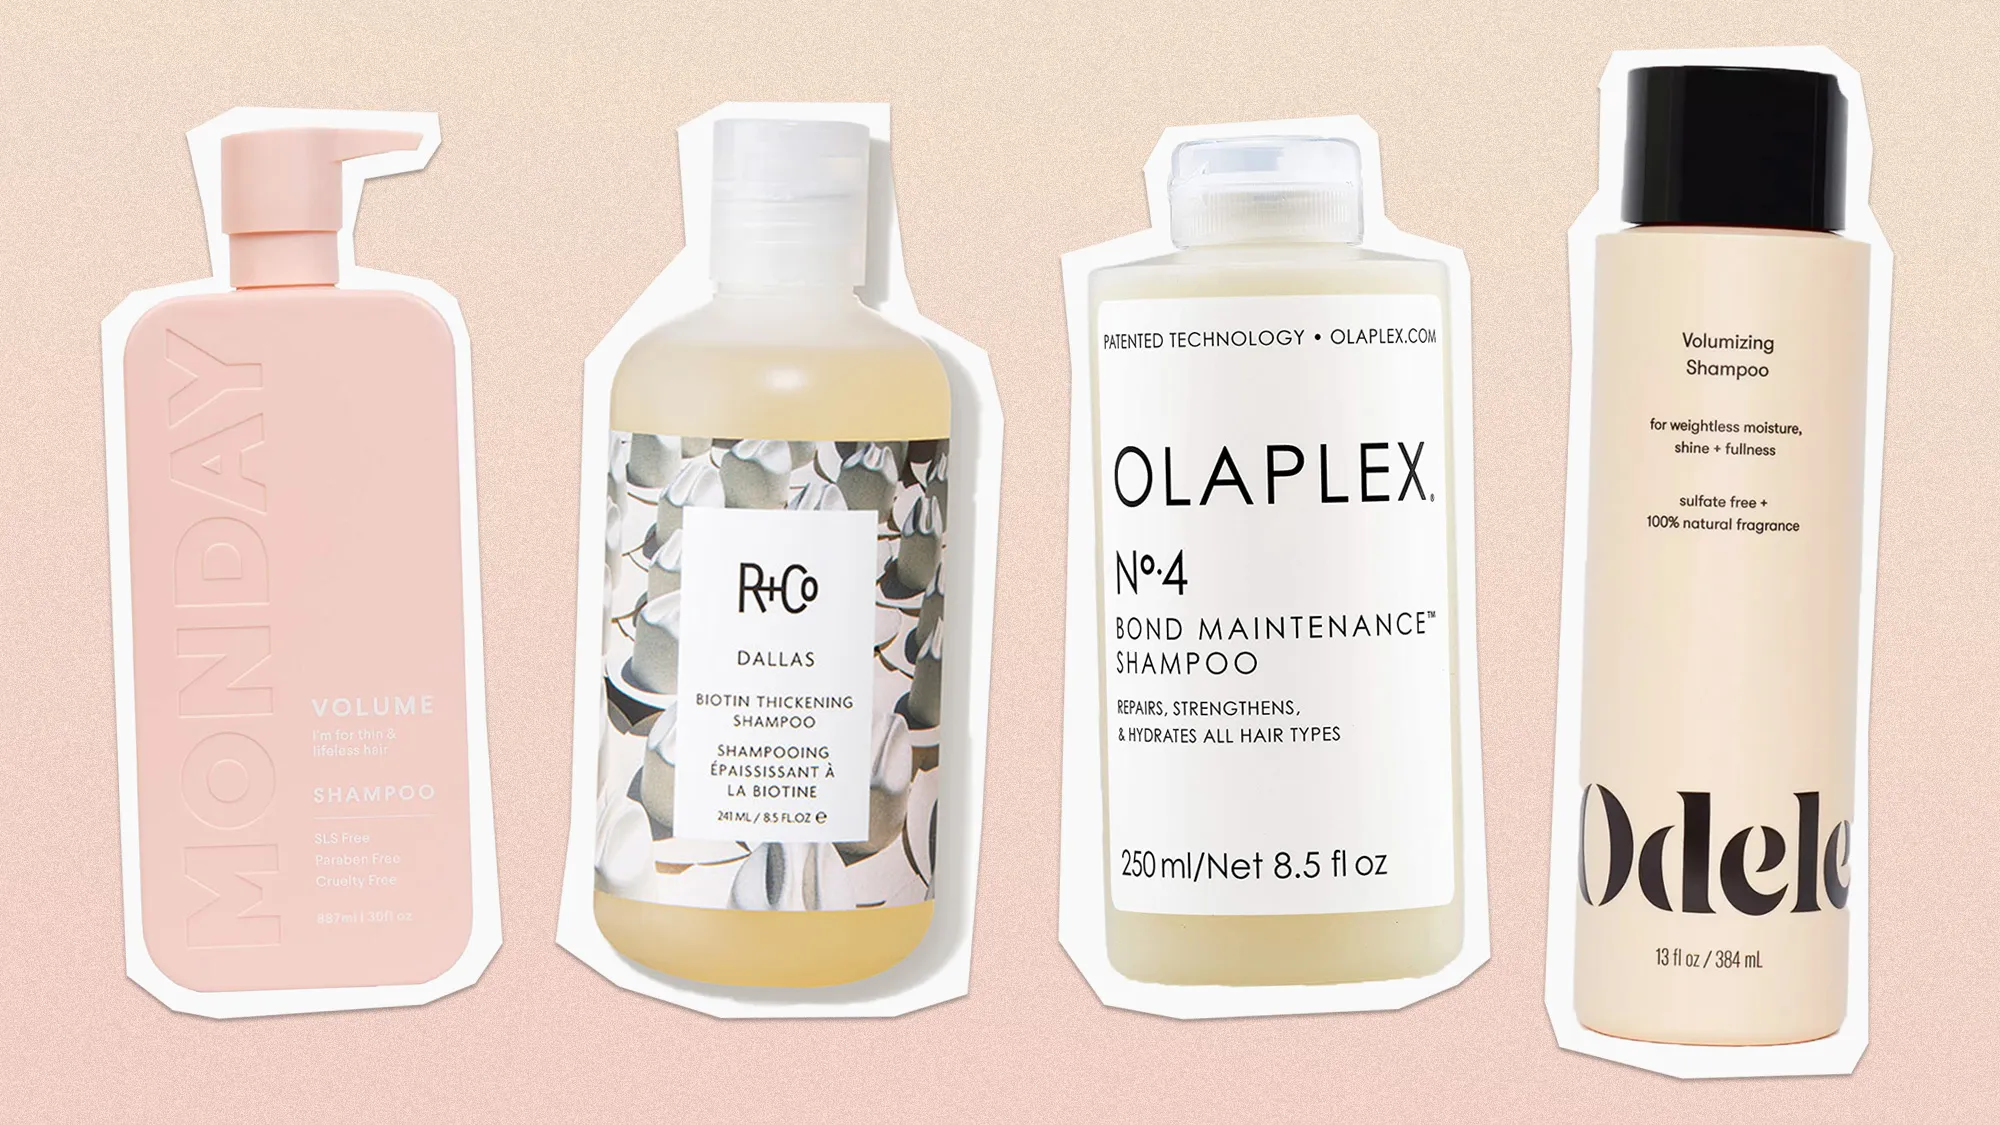 MONDAY
VOLUME
I'm for thin &
lifeless hair
SHAMPOO
SLS Free
Paraben Free
Cruelty Free
887ml | 30fl oz
R+Co
DALLAS
BIOTIN THICKENING
SHAMPOO
SHAMPOOING
ÉPAISSISSANT À
LA BIOTINE
241 ML / 8.5 FL.OZ ℮
PATENTED TECHNOLOGY • OLAPLEX.COM
OLAPLEX®
Nº.4
BOND MAINTENANCE™
SHAMPOO
REPAIRS, STRENGTHENS,
& HYDRATES ALL HAIR TYPES
250 ml/Net 8.5 fl oz
Volumizing
Shampoo
for weightless moisture,
shine + fullness
sulfate free +
100% natural fragrance
Odele
13 fl oz / 384 mL